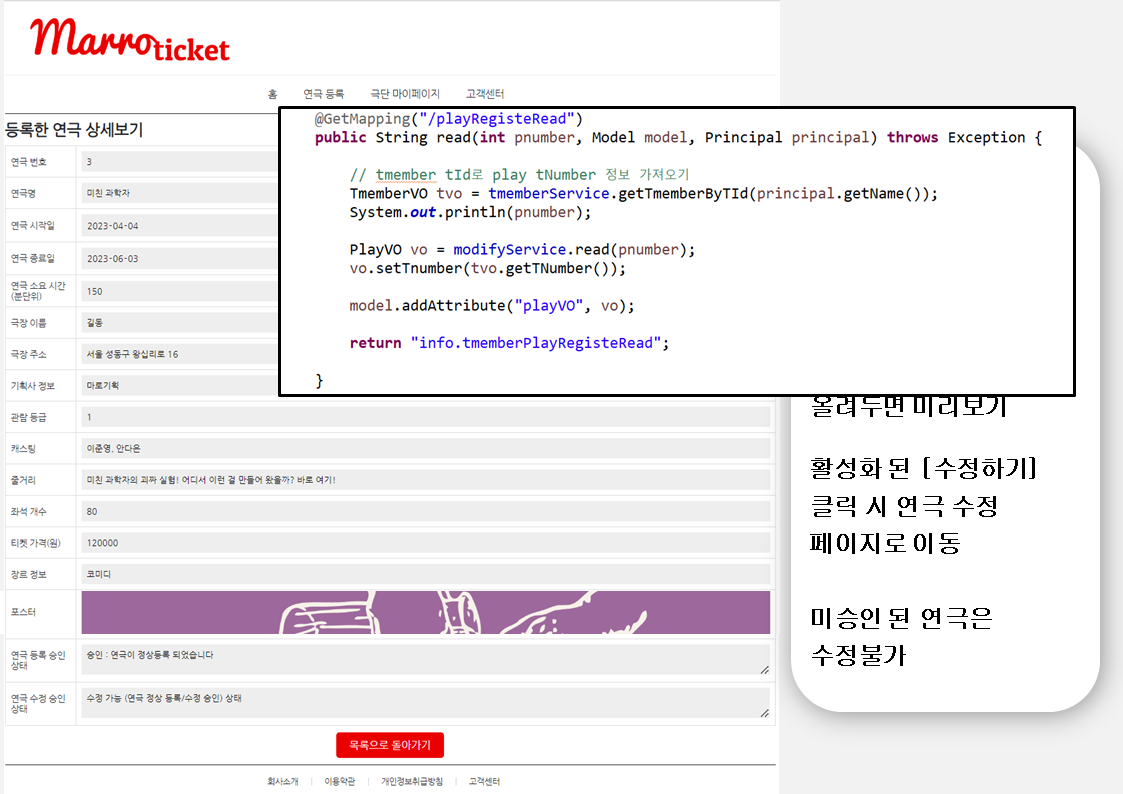 Marroticket
홈 연극 등록 극단 마이페이지 고객센터
등록한 연극 상세보기
연극 번호 3
연극명 미친 과학자
연극 시작일 2023-04-04
연극 종료일 2023-06-03
연극 소요 시간
(분단위) 150
극장 이름 길동
극장 주소 서울 성동구 왕십리로 16
기획사 정보 마로기획
관람 등급 1
캐스팅 이준영, 안다은
줄거리 미친 과학자의 괴짜 실험! 어디서 이런 걸 만들어 왔을까? 바로 여기!
좌석 개수 80
티켓 가격(원) 120000
장르 정보 코미디
포스터
연극 등록 승인
상태 승인 : 연극이 정상등록 되었습니다
연극 수정 승인
상태 수정 가능 (연극 정상 등록/수정 승인) 상태
목록으로 돌아가기
회사소개 | 이용약관 | 개인정보취급방침 | 고객센터
@GetMapping("/playRegisteRead")
public String read(int pnumber, Model model, Principal principal) throws Exception {
// tmember tId로 play tNumber 정보 가져오기
TmemberVO tvo = tmemberService.getTmemberByTId(principal.getName());
System.out.println(pnumber);
PlayVO vo = modifyService.read(pnumber);
vo.setTnumber(tvo.getTNumber());
model.addAttribute("playVO", vo);
return "info.tmemberPlayRegisteRead";
}
올려두면 미리보기
활성화 된 [수정하기]
클릭 시 연극 수정
페이지로 이동
미승인 된 연극은
수정불가